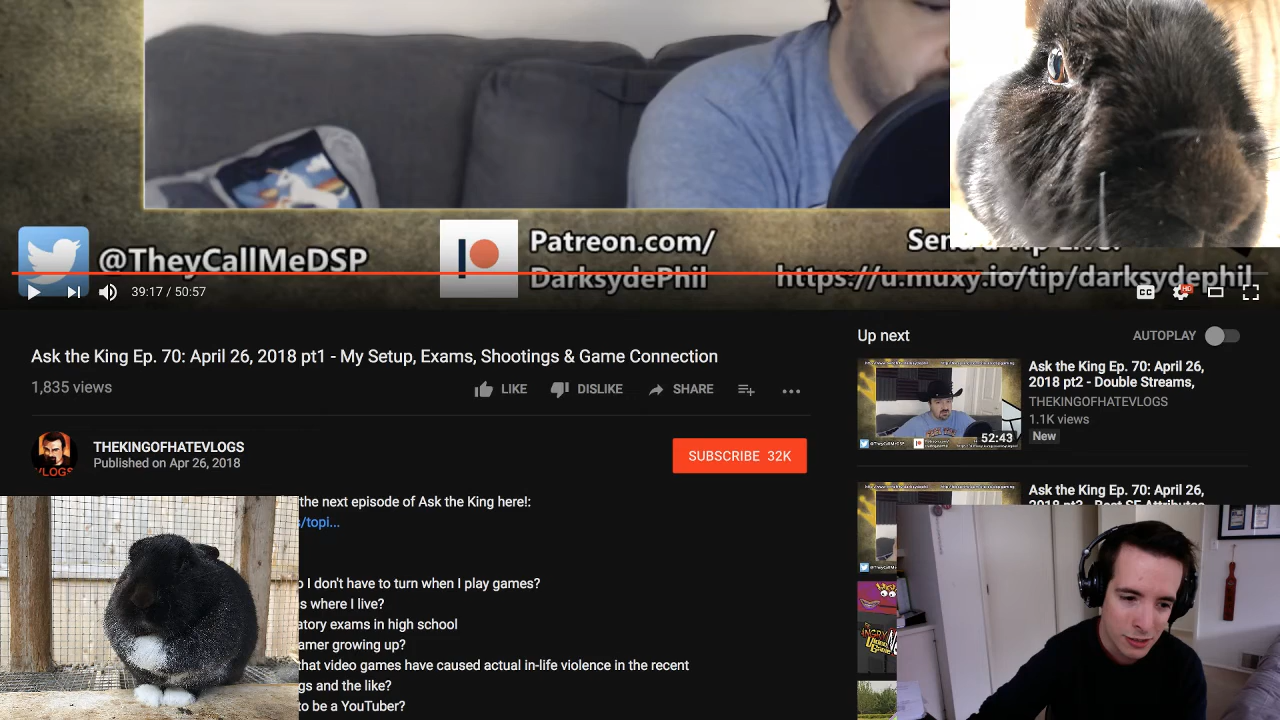 @TheyCallMeDSP
Patreon.com/
DarksydePhil
https://u.muxy.io/tip/darksydephil
39:17 / 50:57
CC
HD
Ask the King Ep. 70: April 26, 2018 pt1 - My Setup, Exams, Shootings & Game Connection
1,835 views
LIKE
DISLIKE
SHARE
THEKINGOFHATEVLOGS
Published on Apr 26, 2018
SUBSCRIBE 32K
VLOGS
the next episode of Ask the King here!:
s/topi...
o I don't have to turn when I play games?
s where I live?
atory exams in high school
amer growing up?
that video games have caused actual in-life violence in the recent
gs and the like?
to be a YouTuber?
Up next
AUTOPLAY
Ask the King Ep. 70: April 26,
2018 pt2 - Double Streams,
THEKINGOFHATEVLOGS
1.1K views
New
52:43
Ask the King Ep. 70: April 26,